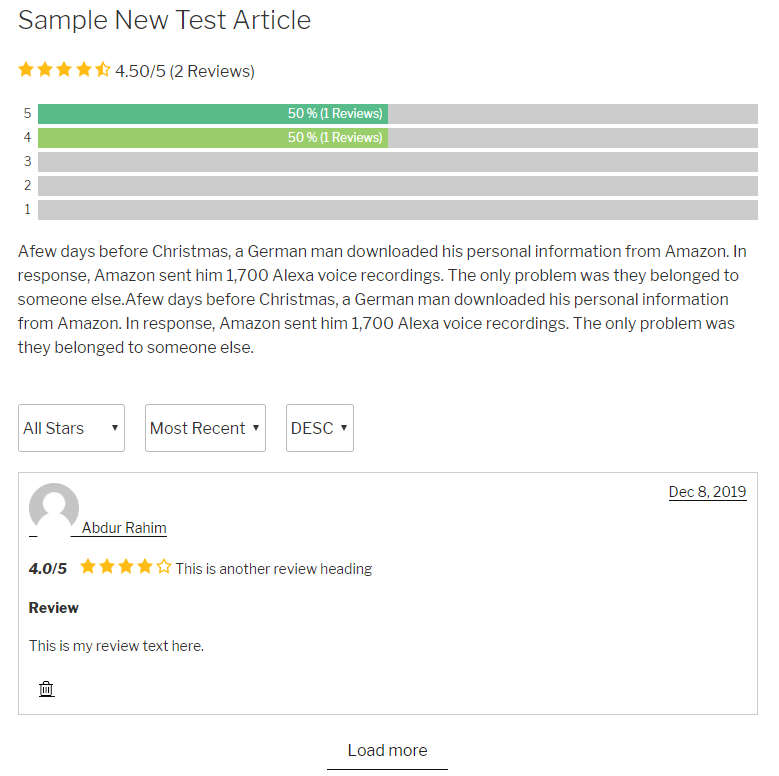 Sample New Test Article
4.50/5 (2 Reviews)
5 50 % (1 Reviews)
4 50 % (1 Reviews)
3
2
1
Afew days before Christmas, a German man downloaded his personal information from Amazon. In
response, Amazon sent him 1,700 Alexa voice recordings. The only problem was they belonged to
someone else.Afew days before Christmas, a German man downloaded his personal information
from Amazon. In response, Amazon sent him 1,700 Alexa voice recordings. The only problem was
they belonged to someone else.
All Stars Most Recent DESC
Dec 8, 2019
Abdur Rahim
4.0/5 This is another review heading
Review
This is my review text here.
Load more